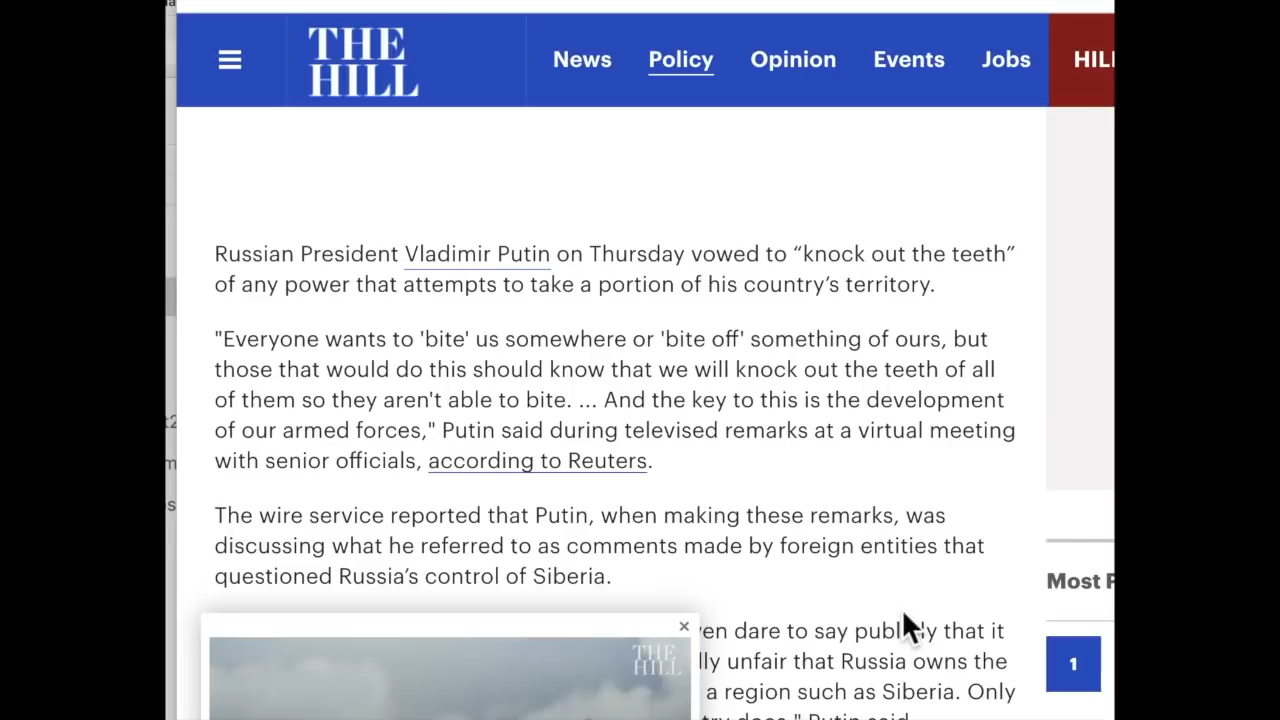 THE
HILL
News Policy Opinion Events Jobs
Russian President Vladimir Putin on Thursday vowed to “knock out the teeth”
of any power that attempts to take a portion of his country’s territory.
"Everyone wants to 'bite' us somewhere or 'bite off' something of ours, but
those that would do this should know that we will knock out the teeth of all
of them so they aren't able to bite. ... And the key to this is the development
of our armed forces," Putin said during televised remarks at a virtual meeting
with senior officials, according to Reuters.
The wire service reported that Putin, when making these remarks, was
discussing what he referred to as comments made by foreign entities that
questioned Russia’s control of Siberia.
dare to say publicly that it
unfair that Russia owns the
a region such as Siberia. Only
does," Putin said
Most
1
THE
HILL